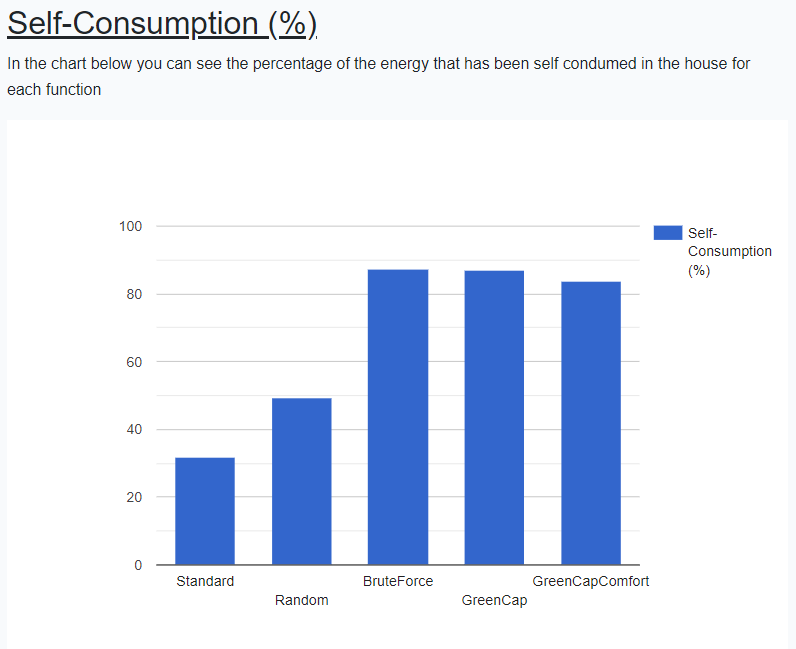 Self-Consumption (%)
In the chart below you can see the percentage of the energy that has been self condumed in the house for
each function
100
80
60
40
20
0
Self-
Consumption
(%)
Standard
Random
BruteForce
GreenCap
GreenCapComfort